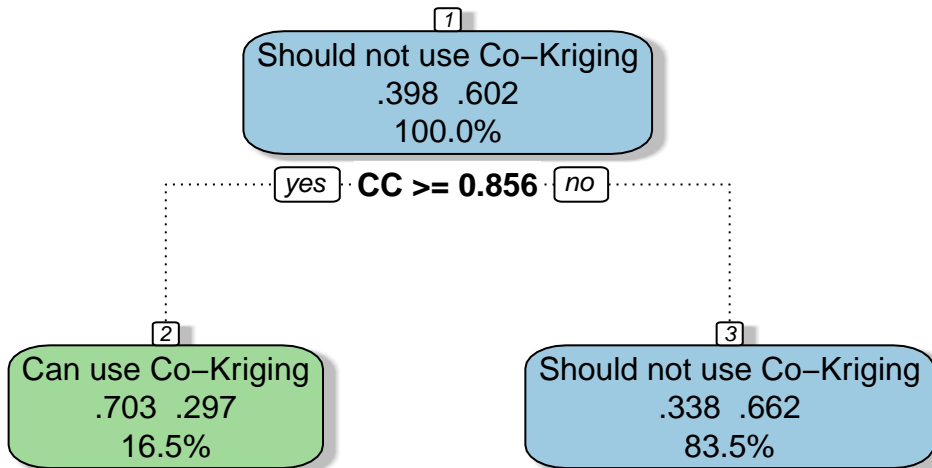 1
Should not use Co−Kriging
.398 .602
100.0%
yes CC >= 0.856 no
2
Can use Co−Kriging
.703 .297
16.5%
3
Should not use Co−Kriging
.338 .662
83.5%